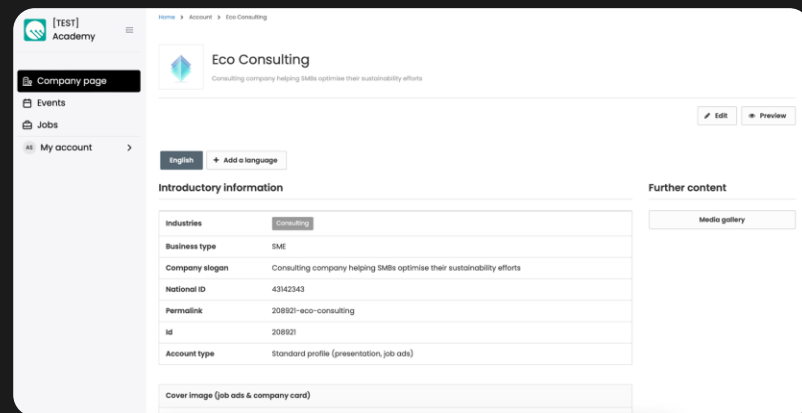 [TEST]
Academy
Company page
Events
Jobs
AS My account
Home > Account > Eco Consulting
Eco Consulting
Consulting company helping SMBs optimise their sustainability efforts
Edit
Preview
English
+ Add a language
Introductory information
Industries Consulting
Business type SME
Company slogan Consulting company helping SMBs optimise their sustainability efforts
National ID 43142343
Permalink 208921-eco-consulting
Id 208921
Account type Standard profile (presentation, job ads)
Cover image (job ads & company card)
Further content
Media gallery